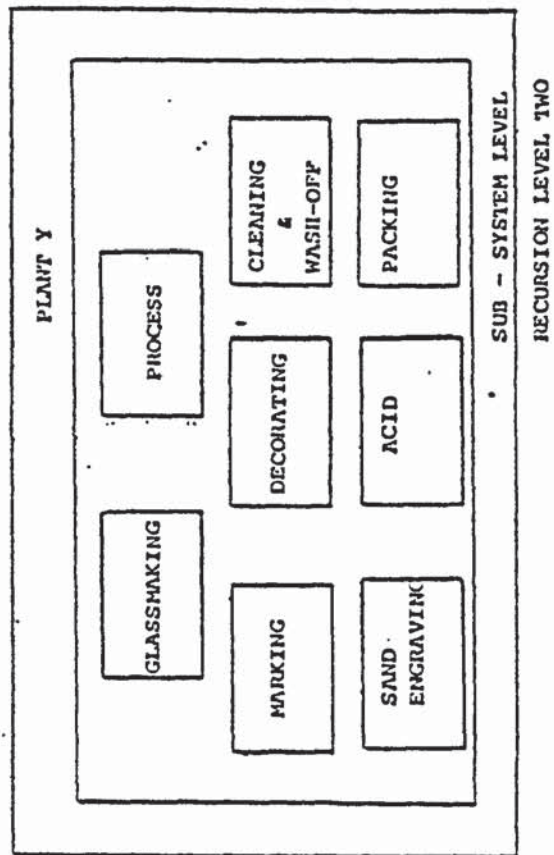 PLANT Y
GLASSMAKING
PROCESS
MARKING
DECORATING
CLEANING
&
WASH-OFF
SAND
ENGRAVING
ACID
PACKING
SUB - SYSTEM LEVEL
RECURSION LEVEL TWO